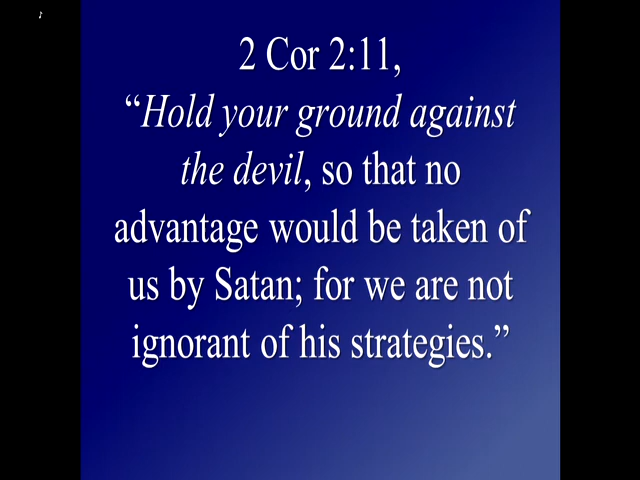 2 Cor 2:11,
“Hold your ground against
the devil, so that no
advantage would be taken of
us by Satan; for we are not
ignorant of his strategies.”